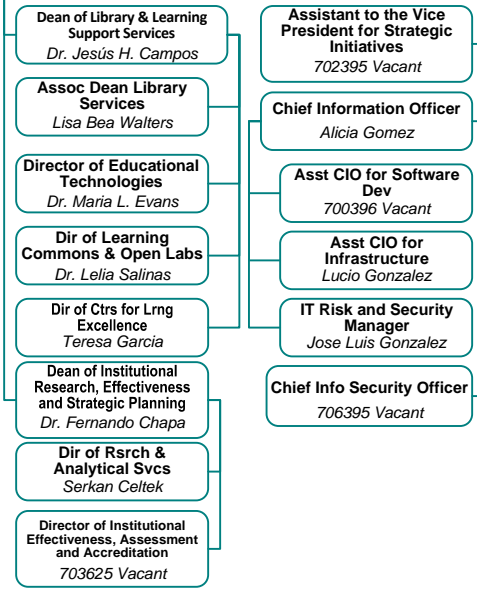 Dean of Library & Learning
Support Services
Dr. Jesús H. Campos
Assoc Dean Library
Services
Lisa Bea Walters
Director of Educational
Technologies
Dr. Maria L. Evans
Dir of Learning
Commons & Open Labs
Dr. Lelia Salinas
Dir of Ctrs for Lrng
Excellence
Teresa Garcia
Dean of Institutional
Research, Effectiveness
and Strategic Planning
Dr. Fernando Chapa
Dir of Rsrch &
Analytical Svcs
Serkan Celtek
Director of Institutional
Effectiveness, Assessment
and Accreditation
703625 Vacant
Assistant to the Vice
President for Strategic
Initiatives
702395 Vacant
Chief Information Officer
Alicia Gomez
Asst CIO for Software
Dev
700396 Vacant
Asst CIO for
Infrastructure
Lucio Gonzalez
IT Risk and Security
Manager
Jose Luis Gonzalez
Chief Info Security Officer
706395 Vacant